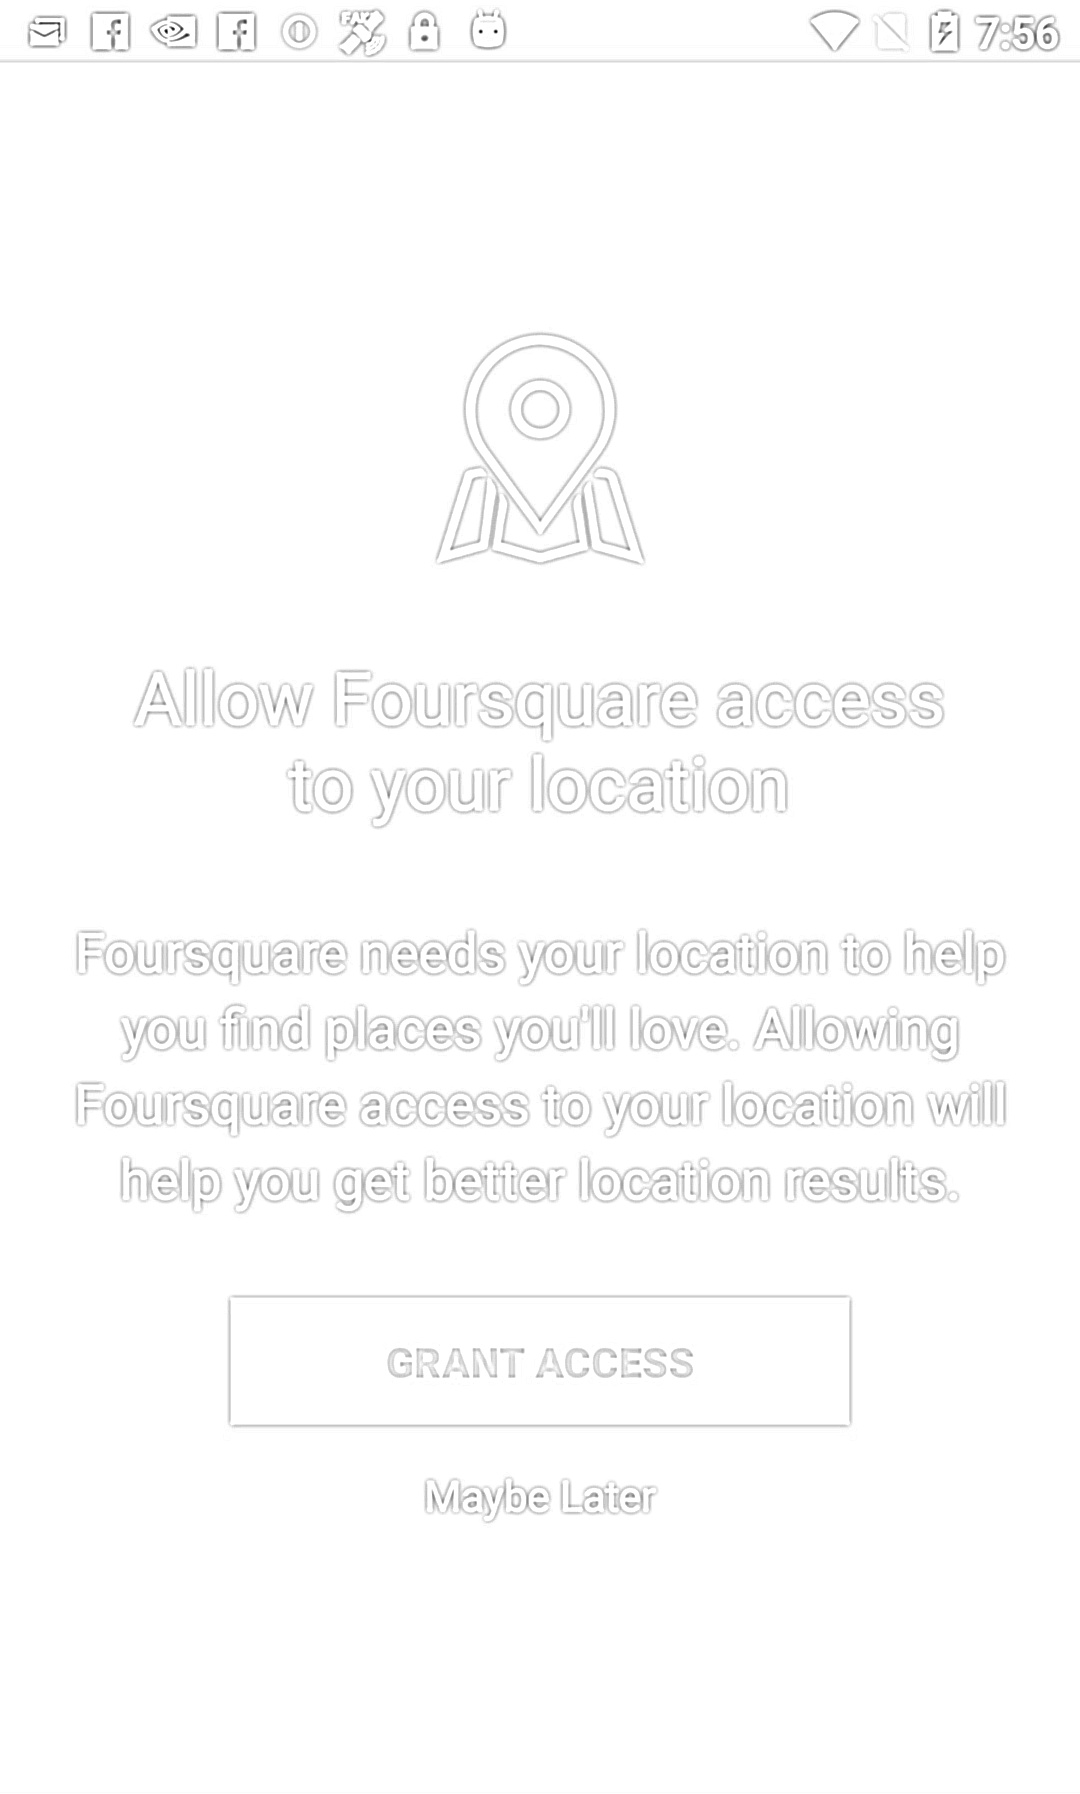 FAV 7:56
Allow Foursquare access
to your location
Foursquare needs your location to help
you find places you'll love. Allowing
Foursquare access to your location will
help you get better location results.
GRANT ACCESS
Maybe Later